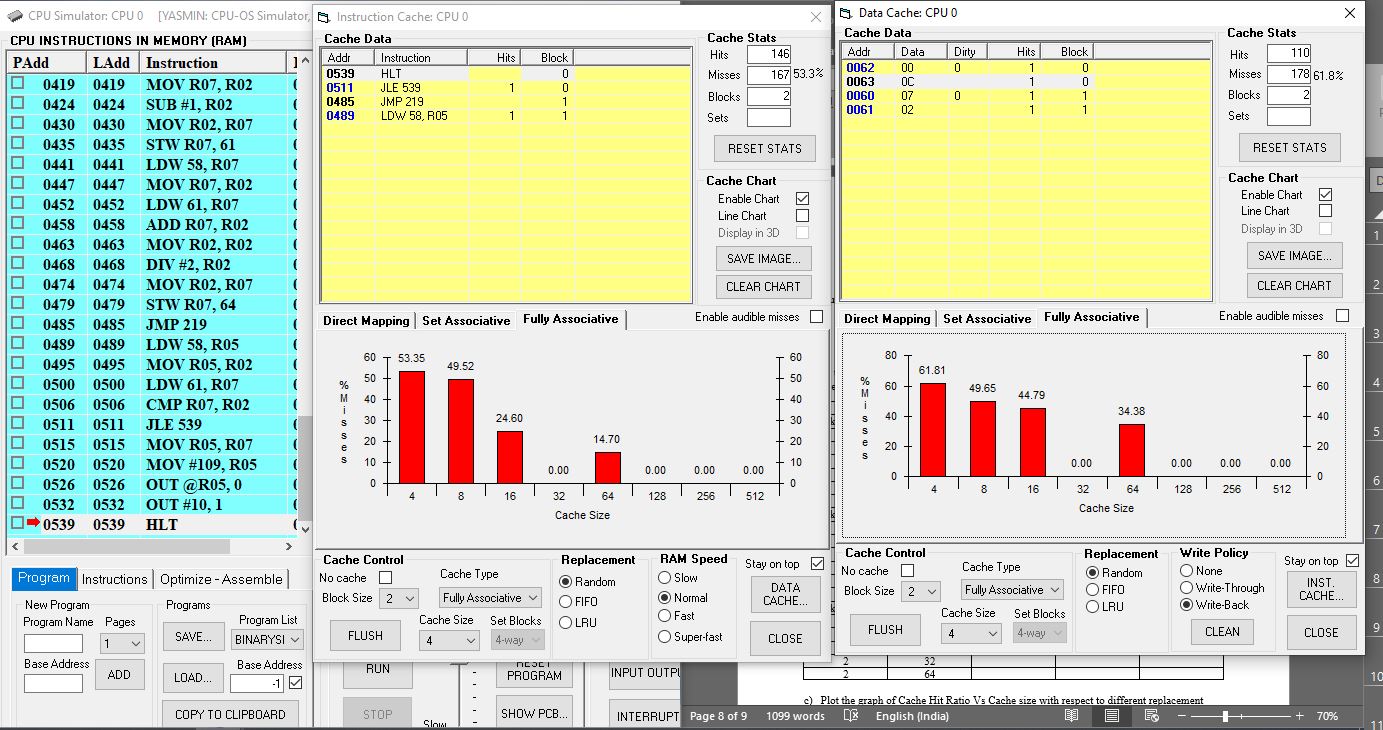 CPU Simulator: CPU 0 [YASMIN: CPU-OS Simulator,
CPU INSTRUCTIONS IN MEMORY (RAM)
PAdd LAdd Instruction
0419 0419 MOV R07, R02
0424 0424 SUB #1, R02
0430 0430 MOV R02, R07
0435 0435 STW R07, 61
0441 0441 LDW 58, R07
0447 0447 MOV R07, R02
0452 0452 LDW 61, R07
0458 0458 ADD R07, R02
0463 0463 MOV R02, R02
0468 0468 DIV #2, R02
0474 0474 MOV R02, R07
0479 0479 STW R07, 64
0485 0485 JMP 219
0489 0489 LDW 58, R05
0495 0495 MOV R05, R02
0500 0500 LDW 61, R07
0506 0506 CMP R07, R02
0511 0511 JLE 539
0515 0515 MOV R05, R07
0520 0520 MOV #109, R05
0526 0526 OUT @R05, 0
0532 0532 OUT #10, 1
0539 0539 HLT
Program Instructions Optimize - Assemble
New Program
Program Name Pages
1
Base Address
ADD
Programs
SAVE...
Program List
BINARYSI
LOAD...
Base Address
-1
COPY TO CLIPBOARD
RUN
STOP
Slow
RESET PROGRAM
SHOW PCB...
INPUT OUTPU
INTERRUPT
Instruction Cache: CPU 0
Cache Data
Addr Instruction Hits Block
0539 HLT 0
0511 JLE 539 1 0
0485 JMP 219 1
0489 LDW 58, R05 1 1
Cache Stats
Hits 146
Misses 167 53.3%
Blocks 2
Sets
RESET STATS
Cache Chart
Enable Chart
Line Chart
Display in 3D
SAVE IMAGE...
CLEAR CHART
Direct Mapping Set Associative Fully Associative
Enable audible misses
% Misses
60 50 40 30 20 10 0
53.35 49.52 24.60 0.00 14.70 0.00 0.00 0.00
60 50 40 30 20 10 0
4 8 16 32 64 128 256 512
Cache Size
Cache Control
No cache
Block Size 2
FLUSH
Cache Type
Fully Associative
Cache Size Set Blocks
4 4-way
Replacement
Random
FIFO
LRU
RAM Speed
Slow
Normal
Fast
Super-fast
Stay on top
DATA CACHE...
CLOSE
Data Cache: CPU 0
Cache Data
Addr Data Dirty Hits Block
0062 00 0 1 0
0063 0C 1 0
0060 07 0 1 1
0061 02 1 1
Cache Stats
Hits 110
Misses 178 61.8%
Blocks 2
Sets
RESET STATS
Cache Chart
Enable Chart
Line Chart
Display in 3D
SAVE IMAGE...
CLEAR CHART
Direct Mapping Set Associative Fully Associative
Enable audible misses
% Misses
80 60 40 20 0
61.81 49.65 44.79 0.00 34.38 0.00 0.00 0.00
80 60 40 20 0
4 8 16 32 64 128 256 512
Cache Size
Cache Control
No cache
Block Size 2
FLUSH
Cache Type
Fully Associative
Cache Size Set Blocks
4 4-way
Replacement
Random
FIFO
LRU
Write Policy
None
Write-Through
Write-Back
CLEAN
Stay on top
INST. CACHE...
CLOSE
2 32
2 64
c) Plot the graph of Cache Hit Ratio Vs Cache size with respect to different replacement
Page 8 of 9 1099 words English (India) 70%
1
2
3
4
5
6
7
8
9
10
11